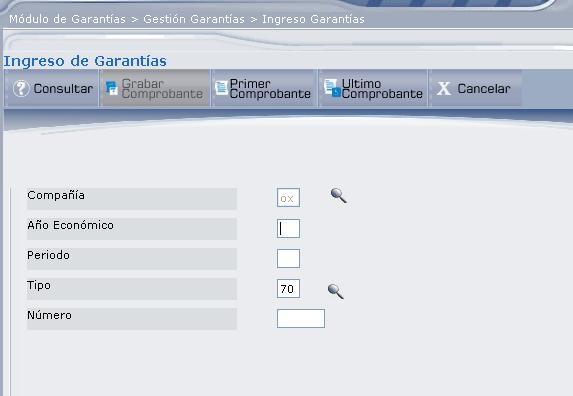 Módulo de Garantías > Gestión Garantías > Ingreso Garantías
Ingreso de Garantías
Consultar
Grabar
Comprobante
Primer
Comprobante
Ultimo
Comprobante
Cancelar
Compañía
ox
Año Económico
Periodo
Tipo
70
Número